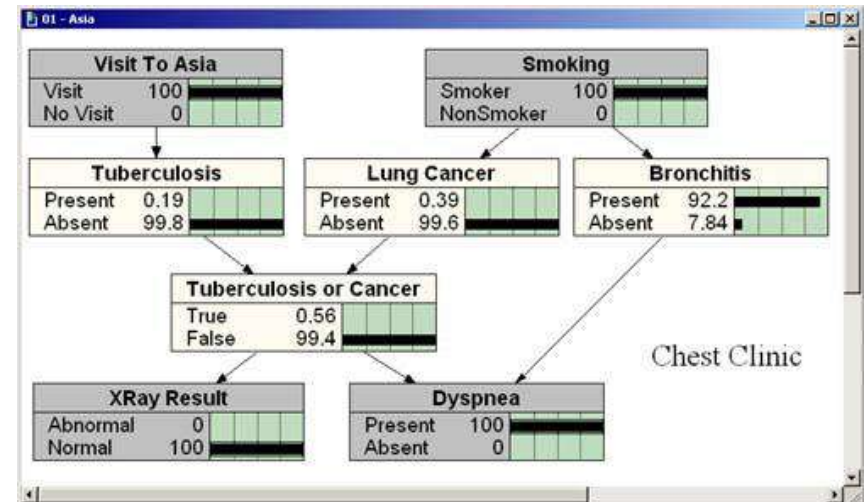 01 - Asia
Visit To Asia
Visit 100
No Visit 0
Smoking
Smoker 100
NonSmoker 0
Tuberculosis
Present 0.19
Absent 99.8
Lung Cancer
Present 0.39
Absent 99.6
Bronchitis
Present 92.2
Absent 7.84
Tuberculosis or Cancer
True 0.56
False 99.4
Chest Clinic
XRay Result
Abnormal 0
Normal 100
Dyspnea
Present 100
Absent 0